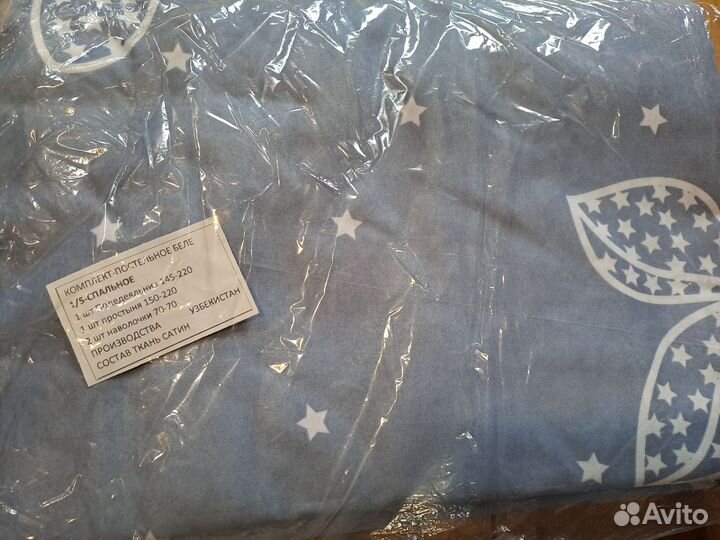 КОМПЛЕКТ-ПОСТЕЛЬНОЕ БЕЛЕ
1/5-СПАЛЬНОЕ
1 шт Пододеяльник 145-220
1 шт простыня 150-220
2 шт наволочки 70-70
ПРОИЗВОДСТВА УЗБЕКИСТАН
СОСТАВ ТКАНЬ САТИН
Avito